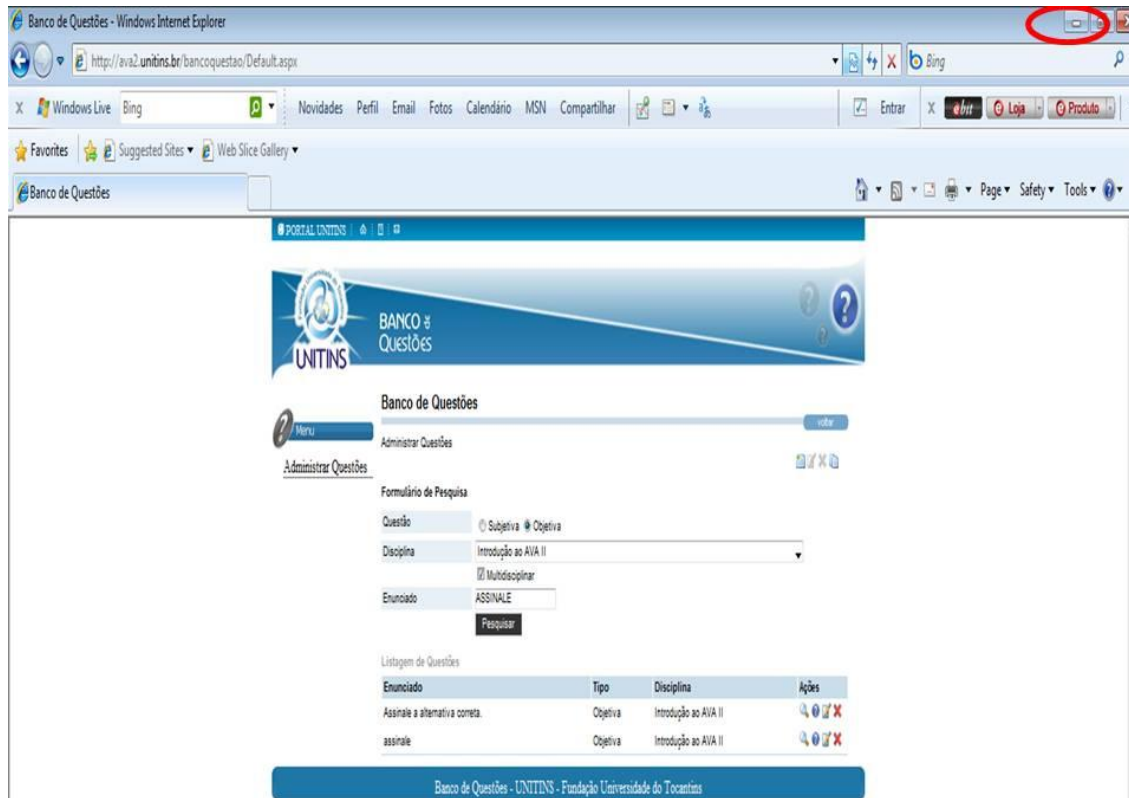 Banco de Questões - Windows Internet Explorer
http://ava2.unitins.br/bancoquestao/Default.aspx
Bing
X Windows Live Bing Novidades Perfil Email Fotos Calendário MSN Compartilhar Entrar X ebit Loja Produto
Favorites Suggested Sites Web Slice Gallery
Banco de Questões Page Safety Tools
PORTAL UNITINS
UNITINS
BANCO de
QUESTÕES
Banco de Questões
voltar
Menu
Administrar Questões
Administrar Questões
Formulário de Pesquisa
Questão Subjetiva Objetiva
Disciplina Introdução ao AVA II
Multidisciplinar
Enunciado ASSINALE
Pesquisar
Listagem de Questões
Enunciado Tipo Disciplina Ações
Assinale a alternativa correta. Objetiva Introdução ao AVA II
assinale Objetiva Introdução ao AVA II
Banco de Questões - UNITINS - Fundação Universidade do Tocantins